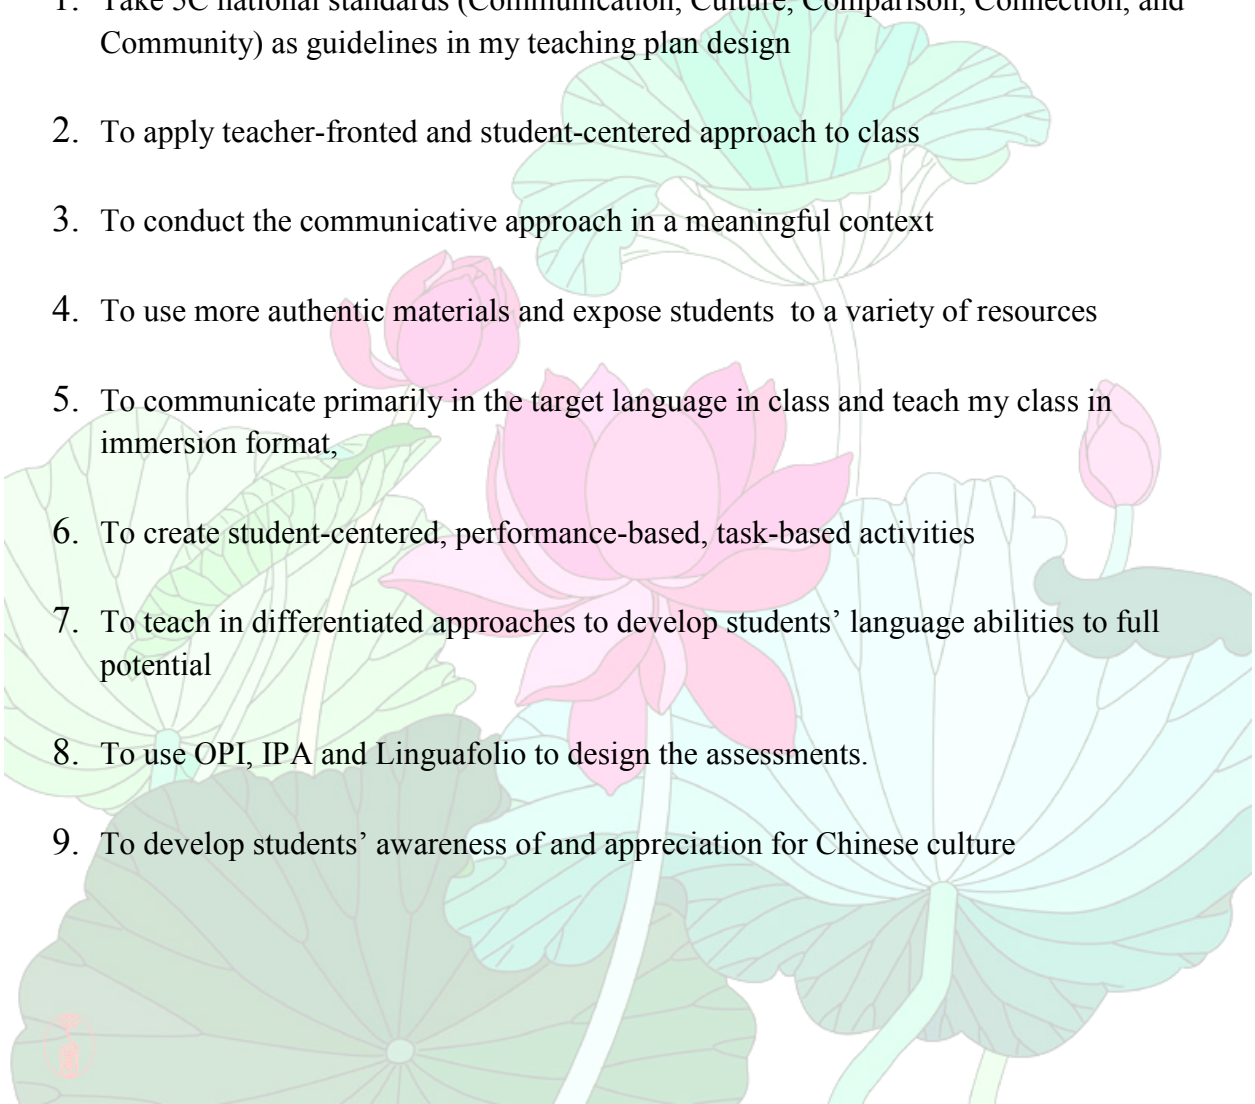 1. Take 5C national standards (Communication, Culture, Comparison, Connection, and
Community) as guidelines in my teaching plan design
2. To apply teacher-fronted and student-centered approach to class
3. To conduct the communicative approach in a meaningful context
4. To use more authentic materials and expose students  to a variety of resources
5. To communicate primarily in the target language in class and teach my class in
immersion format,
6. To create student-centered, performance-based, task-based activities
7. To teach in differentiated approaches to develop students’ language abilities to full
potential
8. To use OPI, IPA and Linguafolio to design the assessments.
9. To develop students’ awareness of and appreciation for Chinese culture